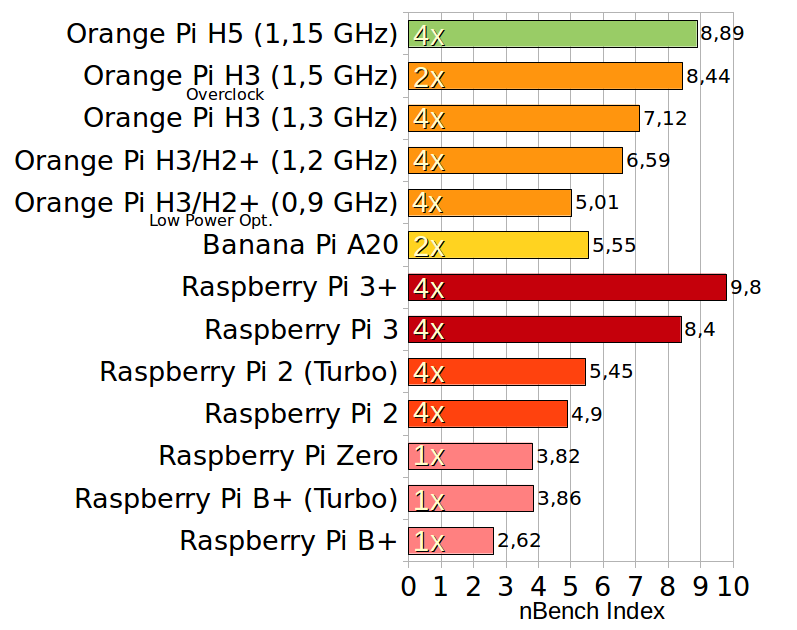 Orange Pi H5 (1,15 GHz) 4x 8,89
Orange Pi H3 (1,5 GHz) 2x 8,44
Overclock
Orange Pi H3 (1,3 GHz) 4x 7,12
Orange Pi H3/H2+ (1,2 GHz) 4x 6,59
Orange Pi H3/H2+ (0,9 GHz) 4x 5,01
Low Power Opt.
Banana Pi A20 2x 5,55
Raspberry Pi 3+ 4x 9,8
Raspberry Pi 3 4x 8,4
Raspberry Pi 2 (Turbo) 4x 5,45
Raspberry Pi 2 4x 4,9
Raspberry Pi Zero 1x 3,82
Raspberry Pi B+ (Turbo) 1x 3,86
Raspberry Pi B+ 1x 2,62
0 1 2 3 4 5 6 7 8 9 10
nBench Index